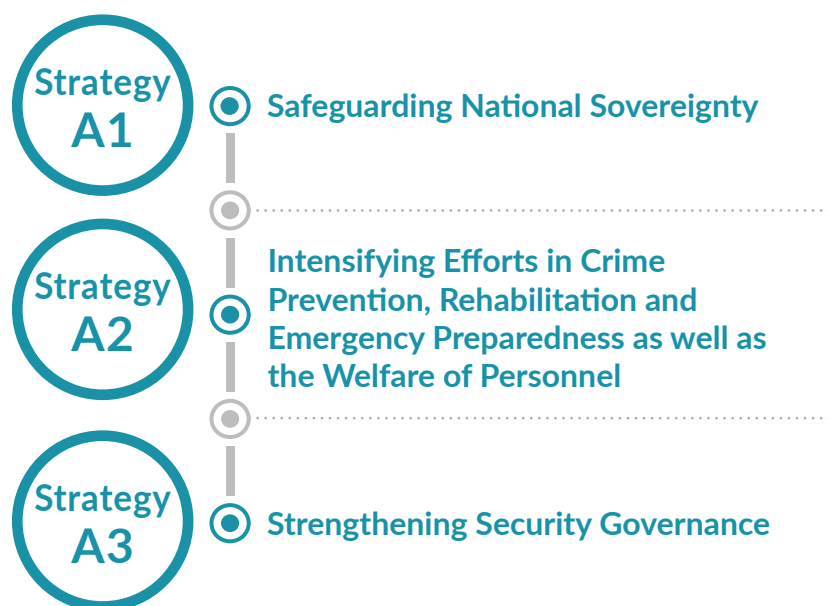 Strategy
A1
Safeguarding National Sovereignty
Strategy
A2
Intensifying Efforts in Crime
Prevention, Rehabilitation and
Emergency Preparedness as well as
the Welfare of Personnel
Strategy
A3
Strengthening Security Governance